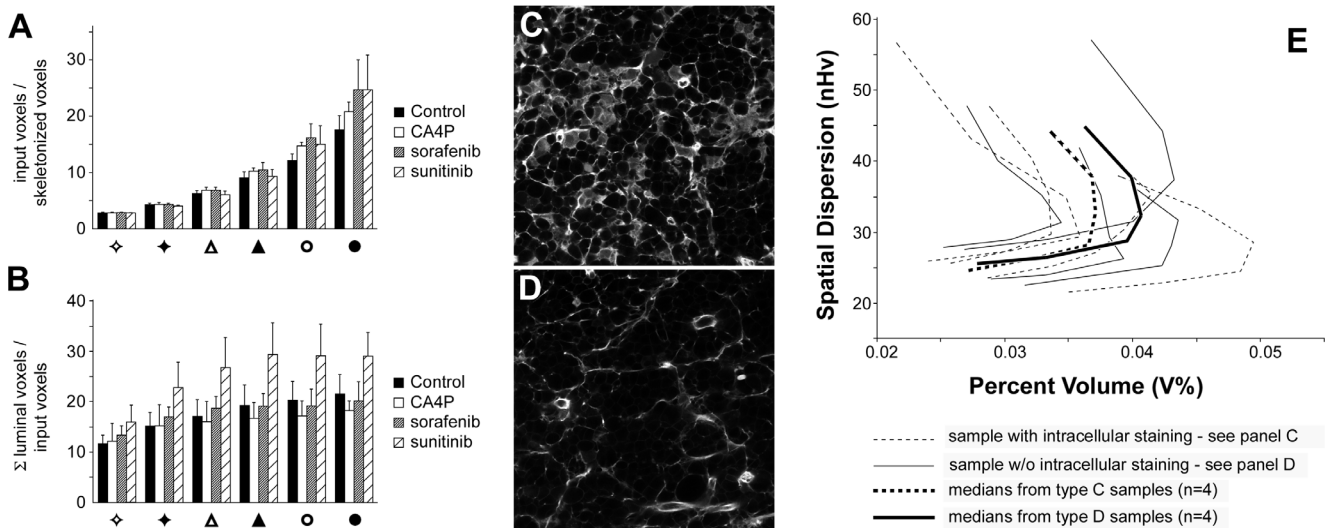 A
input voxels /
skeletonized voxels
30
20
10
0
Control
CA4P
sorafenib
sunitinib
B
Σ luminal voxels /
input voxels
40
30
20
10
0
Control
CA4P
sorafenib
sunitinib
C
D
E
Spatial Dispersion (nHv)
60
50
40
30
20
0.02
0.03
0.04
0.05
Percent Volume (V%)
sample with intracellular staining - see panel C
sample w/o intracellular staining - see panel D
medians from type C samples (n=4)
medians from type D samples (n=4)